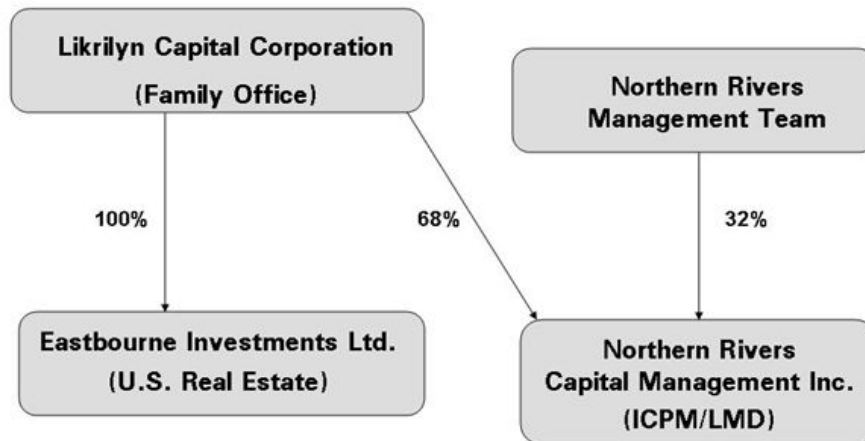 Likrilyn Capital Corporation
(Family Office)
Northern Rivers
Management Team
100%
68%
32%
Eastbourne Investments Ltd.
(U.S. Real Estate)
Northern Rivers
Capital Management Inc.
(ICPM/LMD)